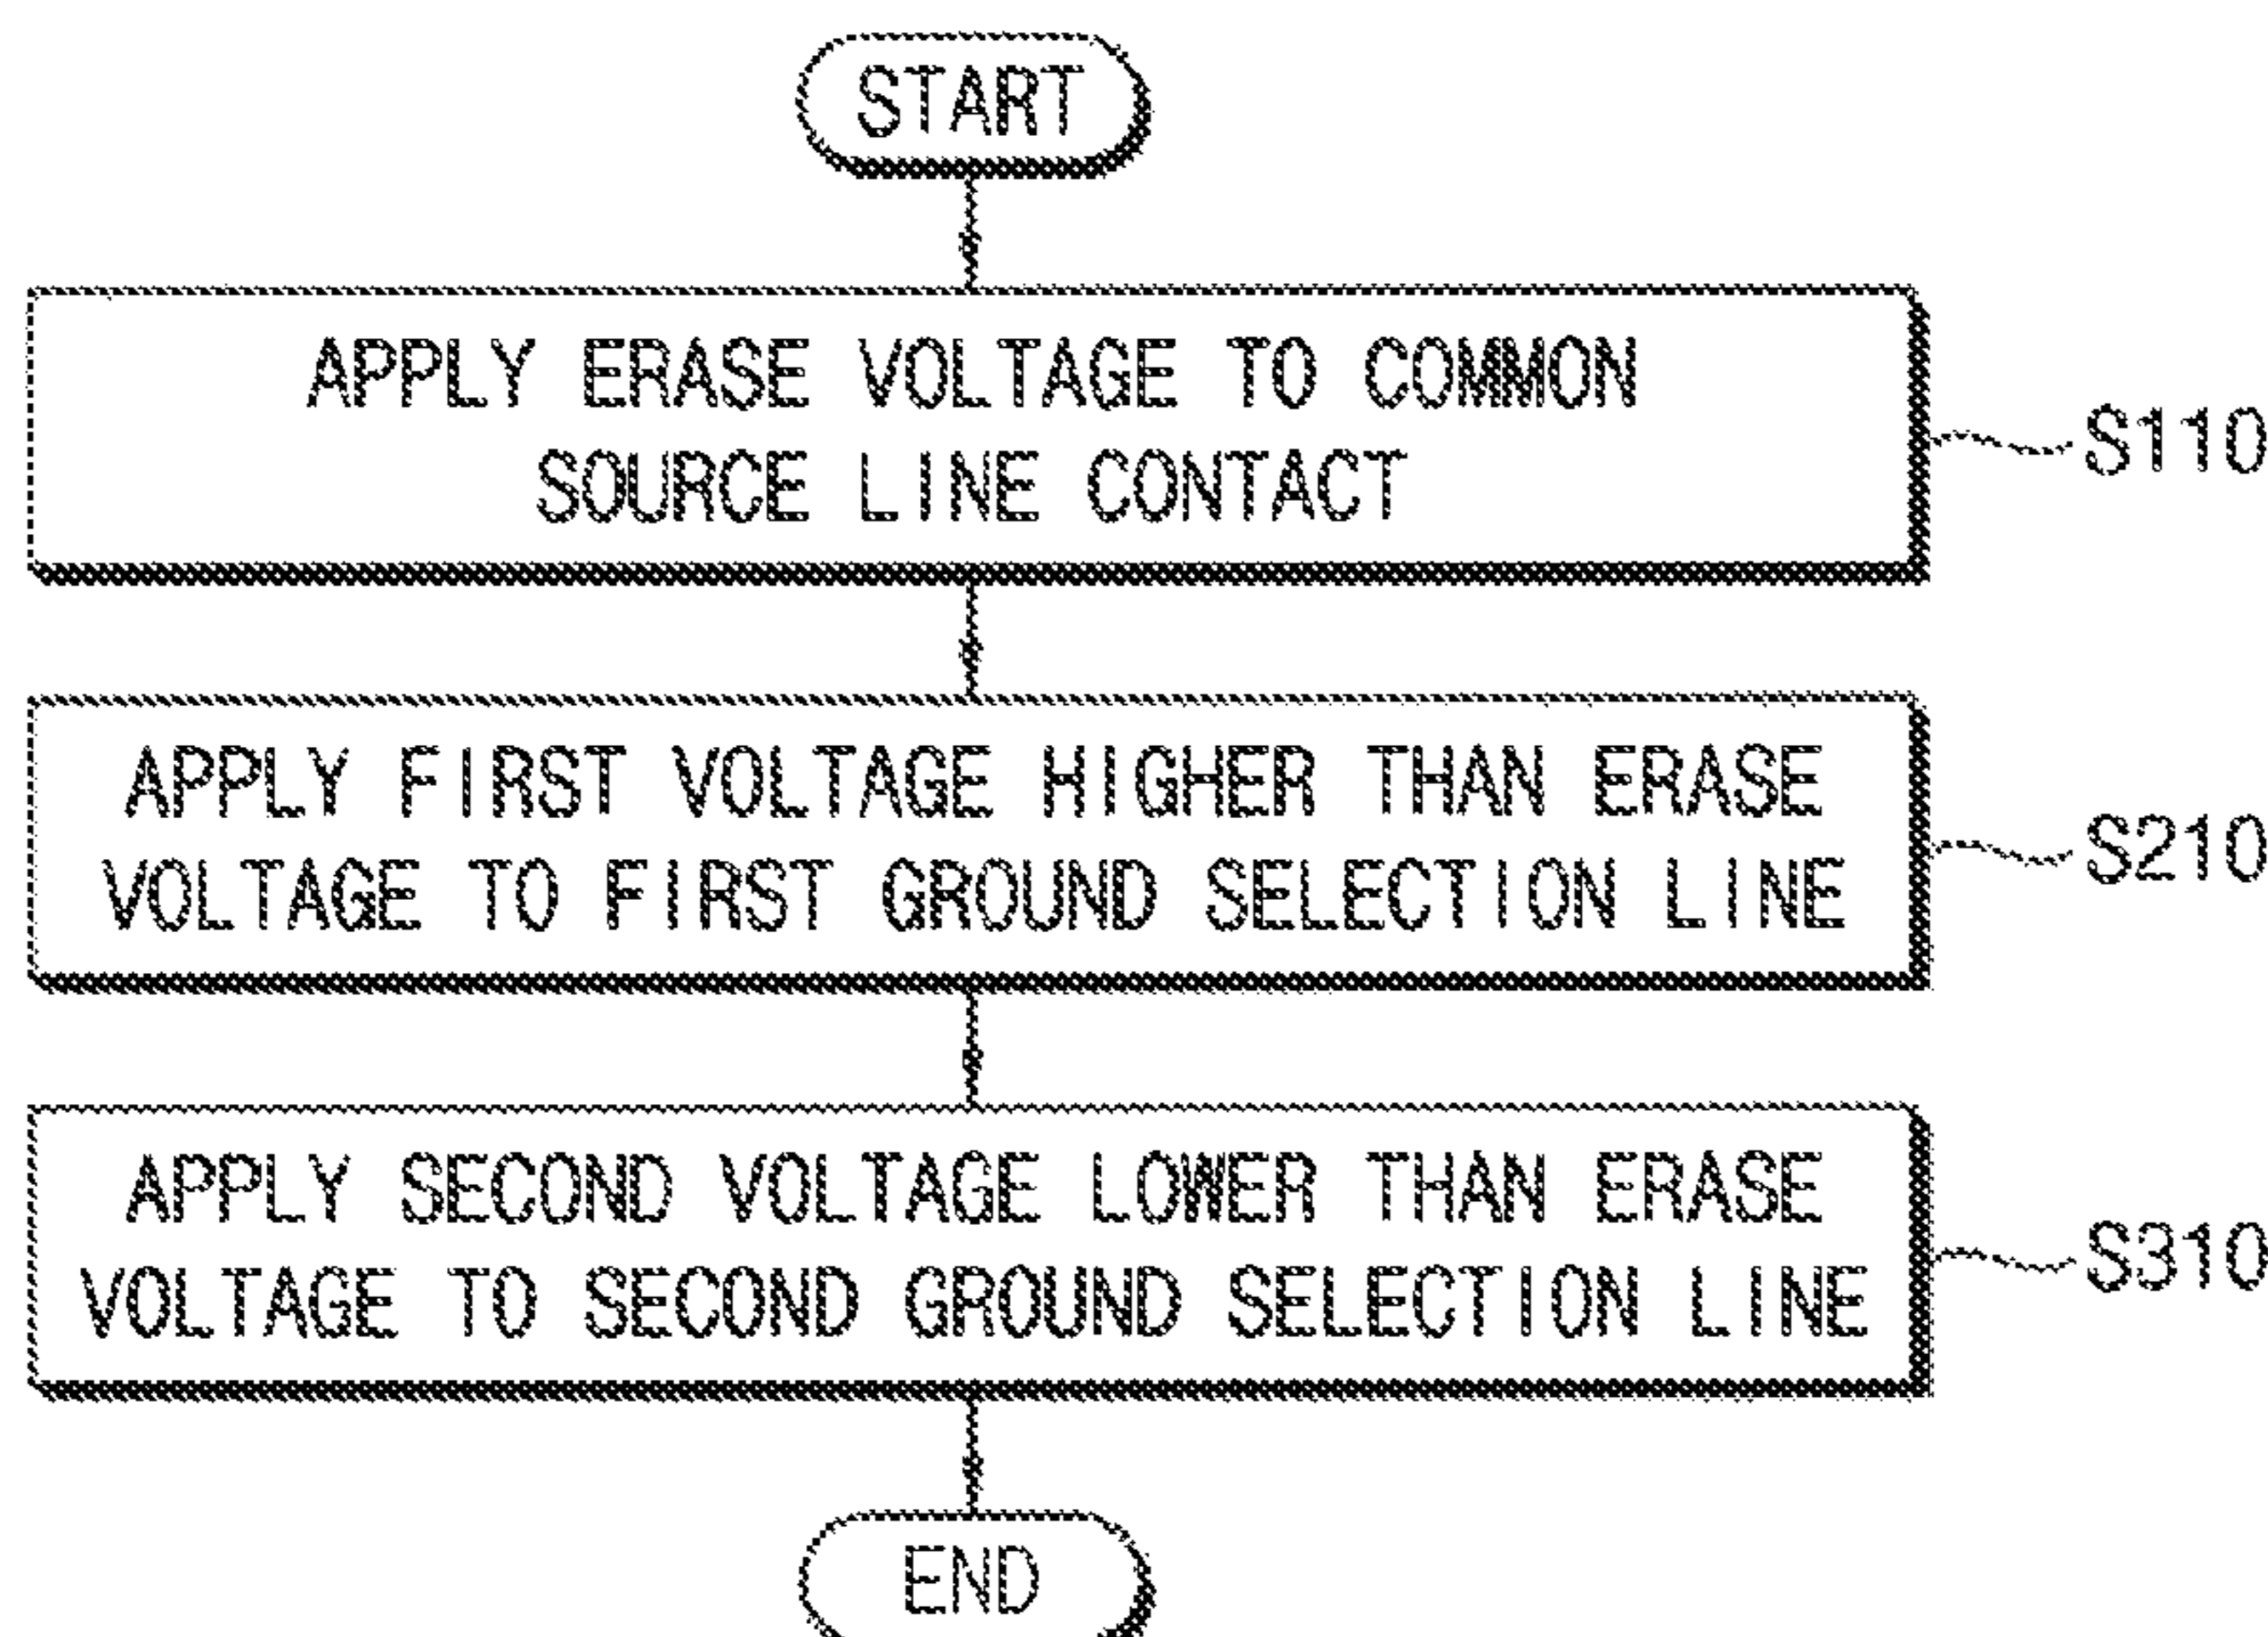 START
APPLY ERASE VOLTAGE TO COMMON
SOURCE LINE CONTACT
S110
APPLY FIRST VOLTAGE HIGHER THAN ERASE
VOLTAGE TO FIRST GROUND SELECTION LINE
S210
APPLY SECOND VOLTAGE LOWER THAN ERASE
VOLTAGE TO SECOND GROUND SELECTION LINE
S310
END